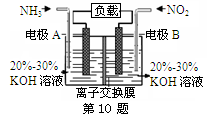 NH₃ 负载 NO₂
电极 A 电极 B
20%-30% 20%-30%
KOH 溶液 KOH 溶液
离子交换膜
第 10 题